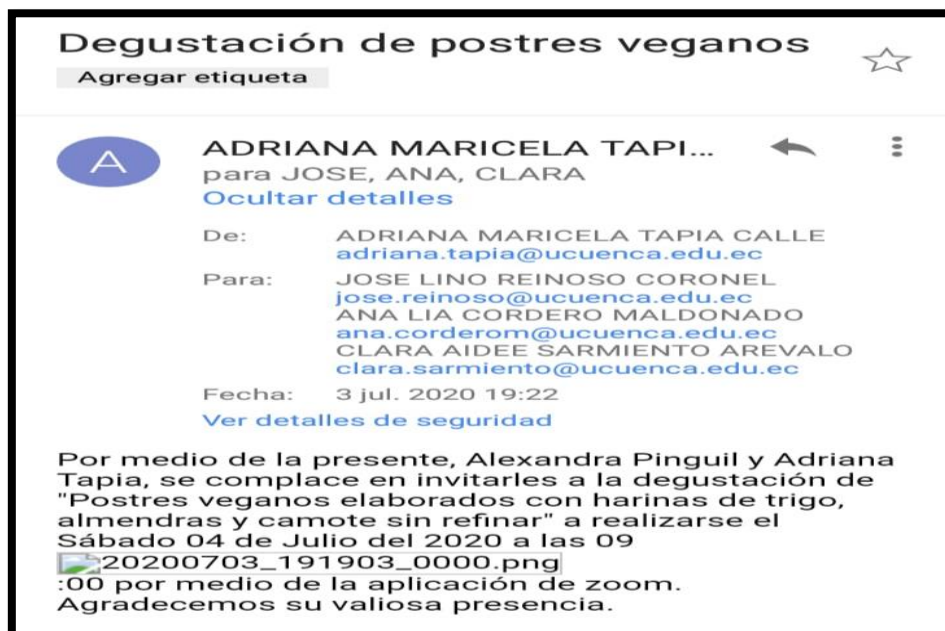 Degustación de postres veganos
Agregar etiqueta
A
ADRIANA MARICELA TAPI...
para JOSE, ANA, CLARA
Ocultar detalles
De: ADRIANA MARICELA TAPIA CALLE
adriana.tapia@ucuenca.edu.ec
Para: JOSE LINO REINOSO CORONEL
jose.reinoso@ucuenca.edu.ec
ANA LIA CORDERO MALDONADO
ana.corderom@ucuenca.edu.ec
CLARA AIDEE SARMIENTO AREVALO
clara.sarmiento@ucuenca.edu.ec
Fecha: 3 jul. 2020 19:22
Ver detalles de seguridad
Por medio de la presente, Alexandra Pinguil y Adriana
Tapia, se complace en invitarles a la degustación de
"Postres veganos elaborados con harinas de trigo,
almendras y camote sin refinar" a realizarse el
Sábado 04 de Julio del 2020 a las 09
20200703_191903_0000.png
:00 por medio de la aplicación de zoom.
Agradecemos su valiosa presencia.